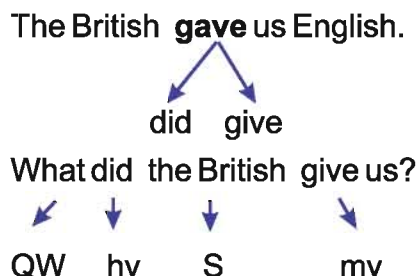 The British gave us English.
did give
What did the British give us?
QW hv S mv